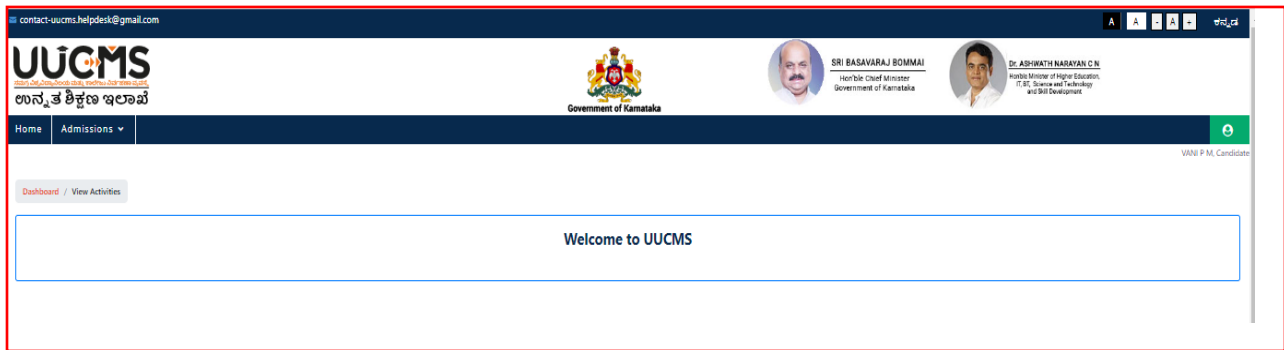 contact-uucms.helpdesk@gmail.com
A A - A + ಕನ್ನಡ
UUCMS
ಉನ್ನತ ಶಿಕ್ಷಣ ಇಲಾಖೆ
Government of Karnataka
SRI BASAVARAJ BOMMAI
Hon'ble Chief Minister
Government of Karnataka
Dr. ASHWATH NARAYAN C N
Hon'ble Minister of Higher Education,
IT, BT, Science and Technology
and Skill Development
Home Admissions
VANI P M, Candidate
Dashboard / View Activities
Welcome to UUCMS